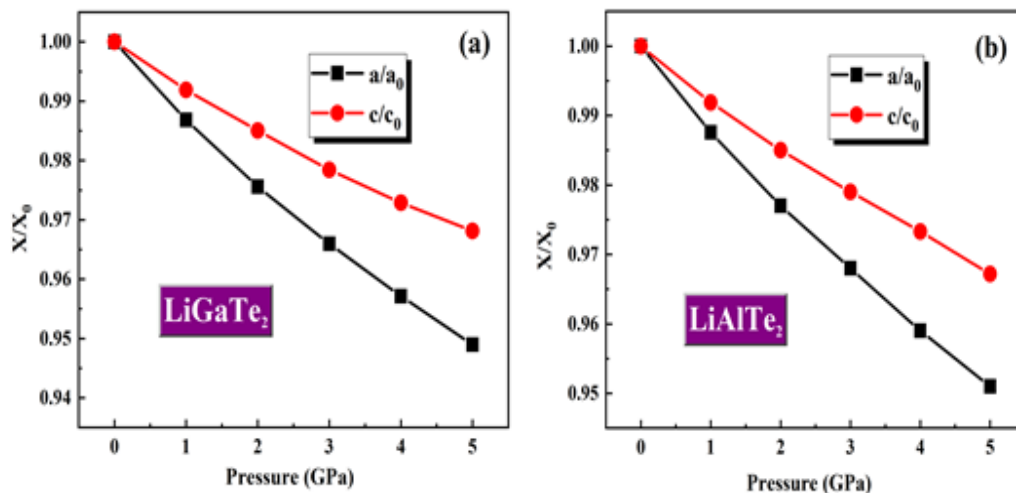 (a)
a/a₀
c/c₀
1.00
0.99
0.98
0.97
0.96
0.95
0.94
X/X₀
LiGaTe₂
0 1 2 3 4 5
Pressure (GPa)
(b)
a/a₀
c/c₀
1.00
0.99
0.98
0.97
0.96
0.95
X/X₀
LiAlTe₂
0 1 2 3 4 5
Pressure (GPa)